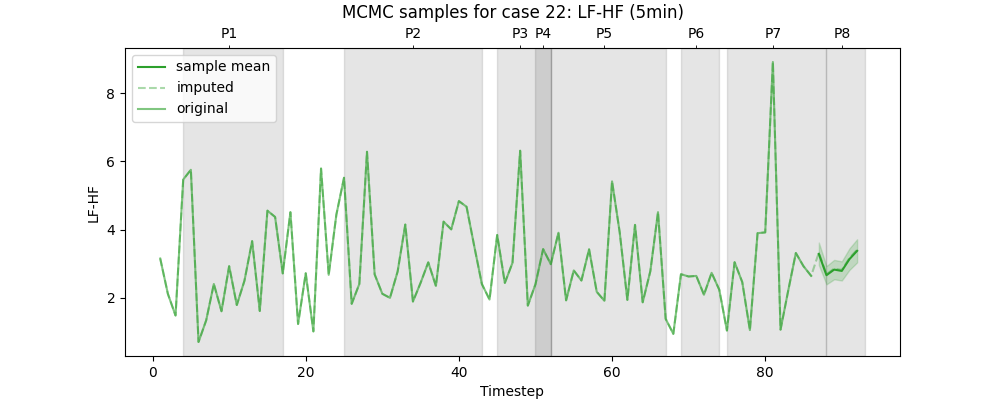 MCMC samples for case 22: LF-HF (5min)
P1 P2 P3 P4 P5 P6 P7 P8
sample mean
imputed
original
LF-HF
8
6
4
2
0 20 40 60 80
Timestep